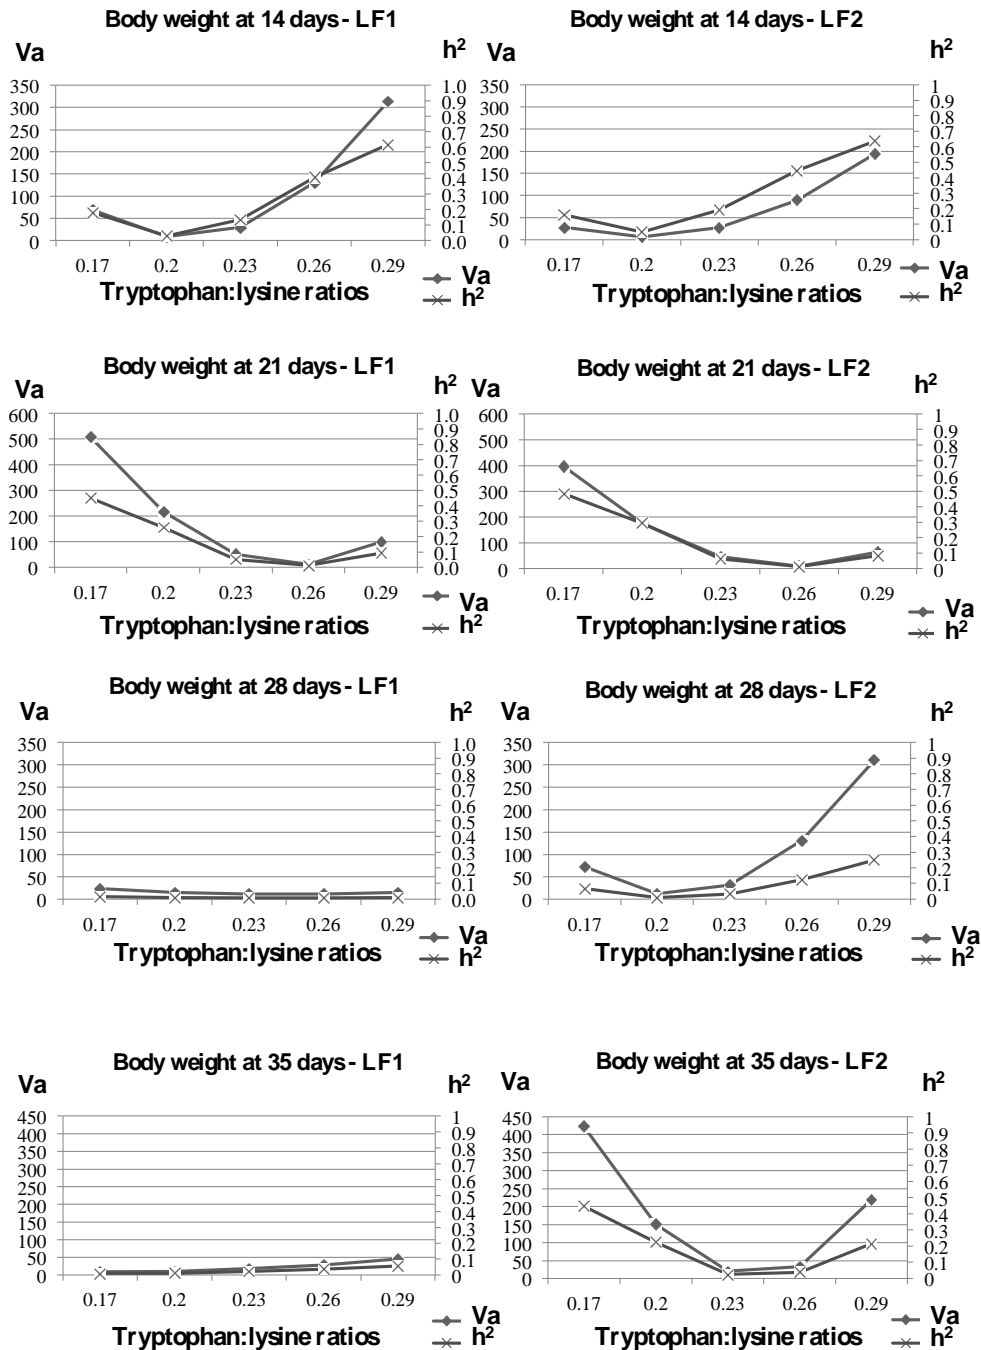 Body weight at 14 days - LF1
Va
h²
350
300
250
200
150
100
50
0
1.0
0.9
0.8
0.7
0.6
0.5
0.4
0.3
0.2
0.1
0.0
0.17 0.2 0.23 0.26 0.29
Tryptophan:lysine ratios
Va
h²
Body weight at 14 days - LF2
h²
350
300
250
200
150
100
50
0
1
0.9
0.8
0.7
0.6
0.5
0.4
0.3
0.2
0.1
0
0.17 0.2 0.23 0.26 0.29
Tryptophan:lysine ratios
Va
h²
Body weight at 21 days - LF1
Va
h²
600
500
400
300
200
100
0
1.0
0.9
0.8
0.7
0.6
0.5
0.4
0.3
0.2
0.1
0.0
0.17 0.2 0.23 0.26 0.29
Tryptophan:lysine ratios
Va
h²
Body weight at 21 days - LF2
Va
h²
600
500
400
300
200
100
0
1
0.9
0.8
0.7
0.6
0.5
0.4
0.3
0.2
0.1
0
0.17 0.2 0.23 0.26 0.29
Tryptophan:lysine ratios
Va
h²
Body weight at 28 days - LF1
Va
h²
350
300
250
200
150
100
50
0
1.0
0.9
0.8
0.7
0.6
0.5
0.4
0.3
0.2
0.1
0.0
0.17 0.2 0.23 0.26 0.29
Tryptophan:lysine ratios
Va
h²
Body weight at 28 days - LF2
Va
h²
350
300
250
200
150
100
50
0
1
0.9
0.8
0.7
0.6
0.5
0.4
0.3
0.2
0.1
0
0.17 0.2 0.23 0.26 0.29
Tryptophan:lysine ratios
Va
h²
Body weight at 35 days - LF1
Va
h²
450
400
350
300
250
200
150
100
50
0
1
0.9
0.8
0.7
0.6
0.5
0.4
0.3
0.2
0.1
0
0.17 0.2 0.23 0.26 0.29
Tryptophan:lysine ratios
Va
h²
Body weight at 35 days - LF2
Va
h²
450
400
350
300
250
200
150
100
50
0
1
0.9
0.8
0.7
0.6
0.5
0.4
0.3
0.2
0.1
0
0.17 0.2 0.23 0.26 0.29
Tryptophan:lysine ratios
Va
h²